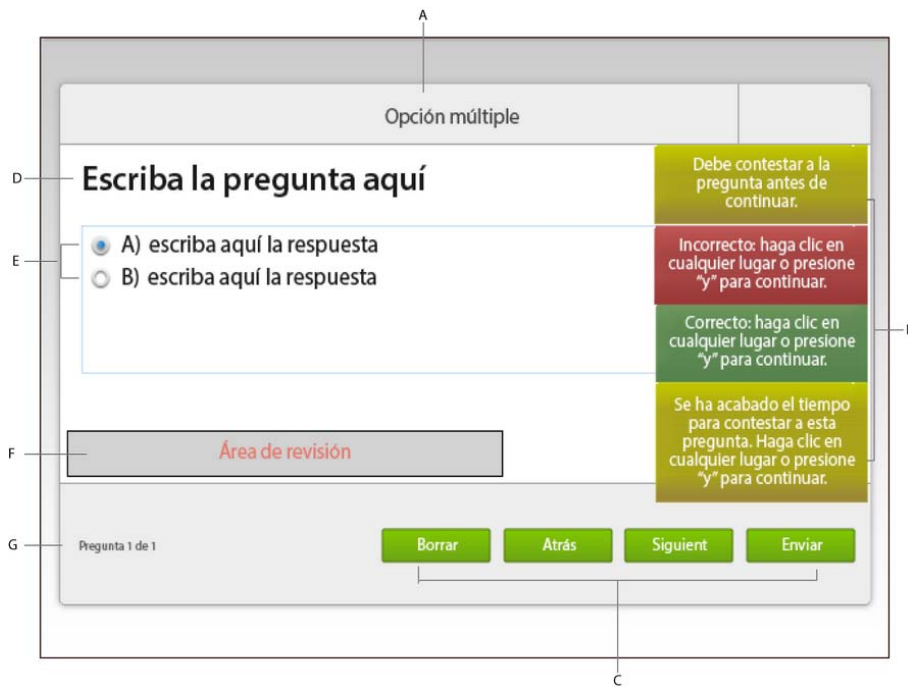 A
Opción múltiple
D
Escriba la pregunta aquí
Debe contestar a la
pregunta antes de
continuar.
E
A) escriba aquí la respuesta
B) escriba aquí la respuesta
Incorrecto: haga clic en
cualquier lugar o presione
“y” para continuar.
Correcto: haga clic en
cualquier lugar o presione
“y” para continuar.
Se ha acabado el tiempo
para contestar a esta
pregunta. Haga clic en
cualquier lugar o presione
“y” para continuar.
F
Área de revisión
G
Pregunta 1 de 1
Borrar
Atrás
Siguient
Enviar
C